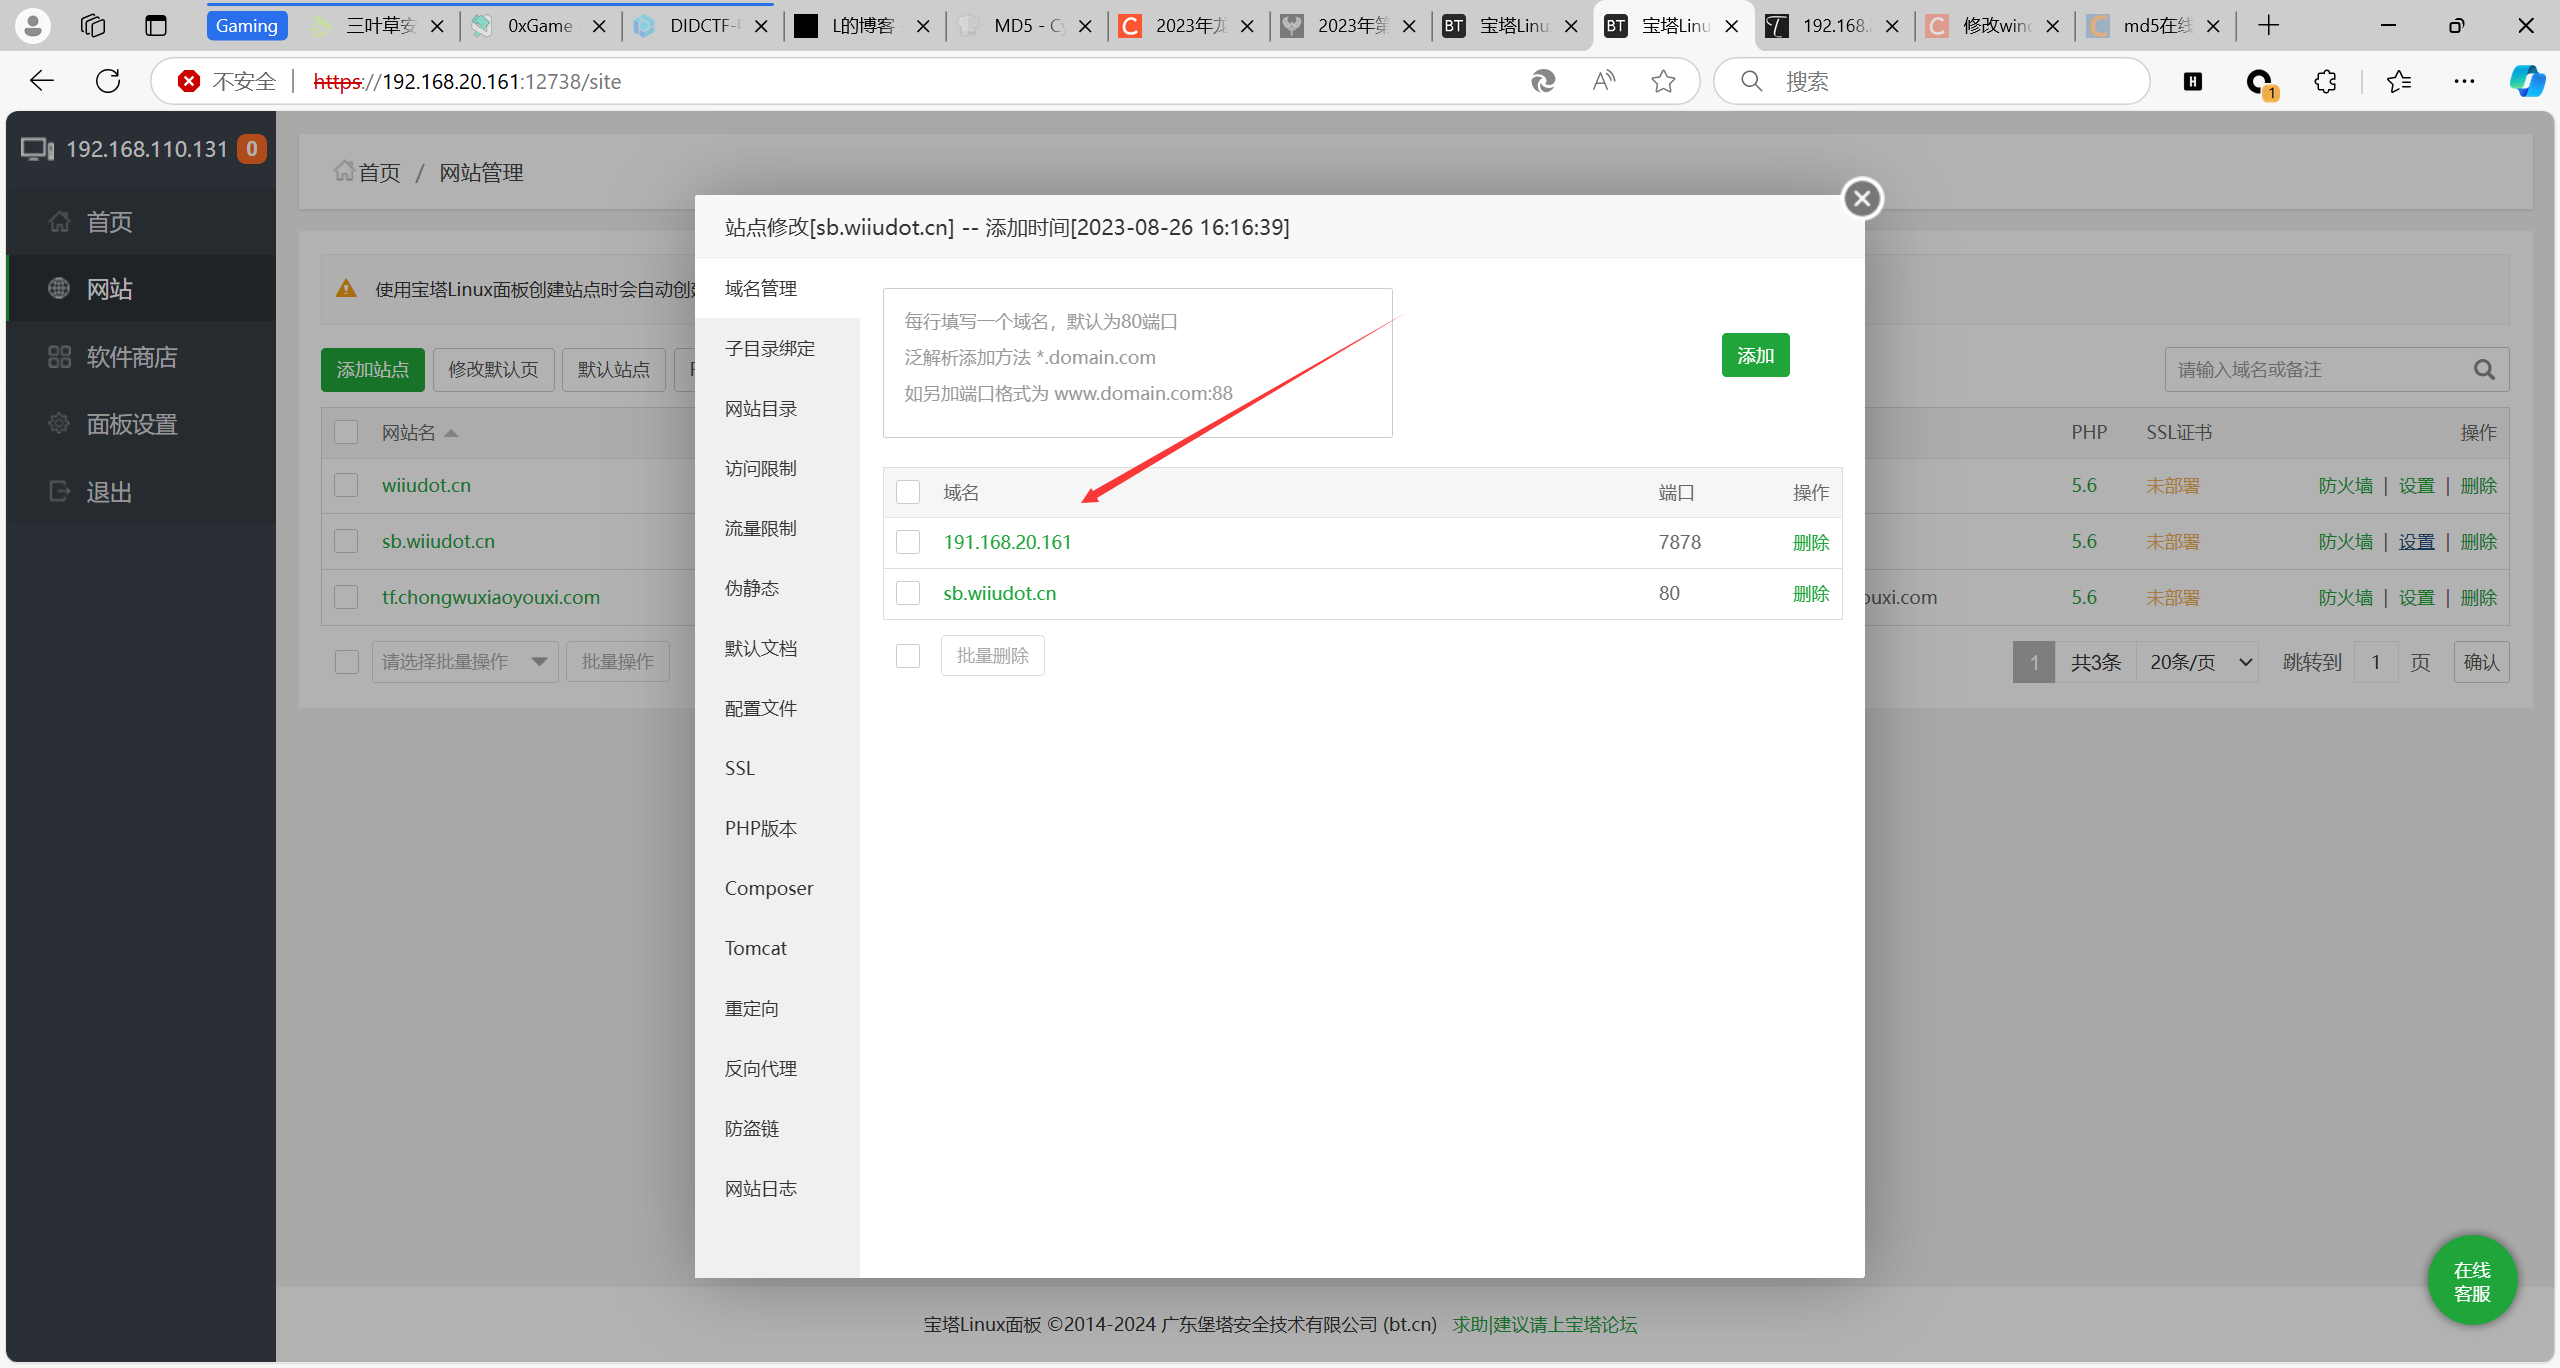 Gaming
三叶草安
0xGame
DIDCTF-
L的博客
MD5 - C
2023年龙
2023年第
宝塔Linu
宝塔Linu
192.168.
修改wind
md5在线
不安全
https://192.168.20.161:12738/site
搜索
1
192.168.110.131
0
首页
网站
软件商店
面板设置
退出
首页 / 网站管理
使用宝塔Linux面板创建站点时会自动创建
添加站点
修改默认页
默认站点
请输入域名或备注
网站名
PHP
SSL证书
操作
wiiudot.cn
5.6
未部署
防火墙 | 设置 | 删除
sb.wiiudot.cn
5.6
未部署
防火墙 | 设置 | 删除
tf.chongwuxiaoyouxi.com
ouxi.com
5.6
未部署
防火墙 | 设置 | 删除
请选择批量操作
批量操作
1
共3条
20条/页
跳转到
1
页
确认
站点修改[sb.wiiudot.cn] -- 添加时间[2023-08-26 16:16:39]
域名管理
子目录绑定
网站目录
访问限制
流量限制
伪静态
默认文档
配置文件
SSL
PHP版本
Composer
Tomcat
重定向
反向代理
防盗链
网站日志
每行填写一个域名，默认为80端口
泛解析添加方法 *.domain.com
如另加端口格式为 www.domain.com:88
添加
域名
端口
操作
191.168.20.161
7878
删除
sb.wiiudot.cn
80
删除
批量删除
在线
客服
宝塔Linux面板 ©2014-2024 广东堡塔安全技术有限公司 (bt.cn)
求助|建议请上宝塔论坛